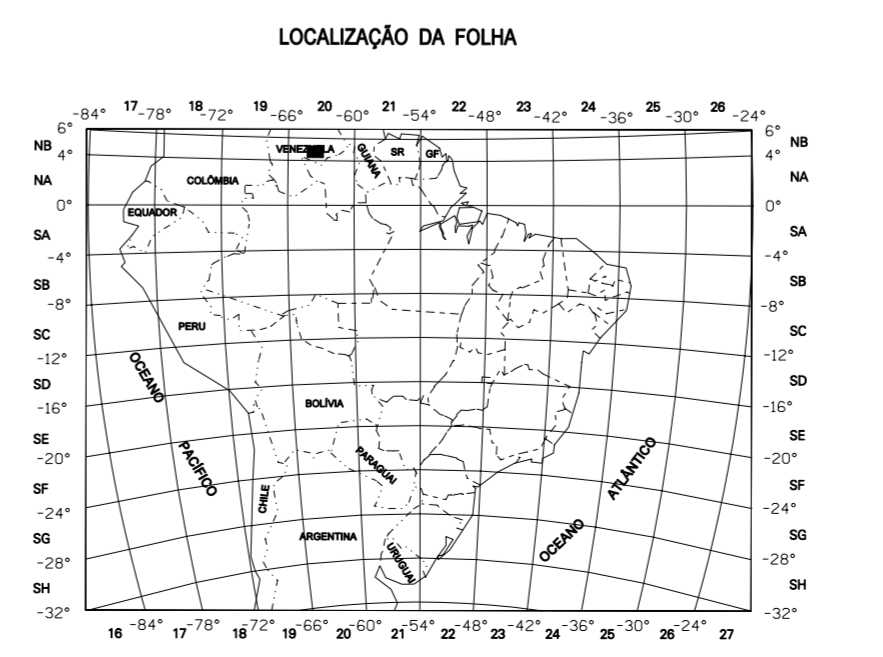 LOCALIZAÇÃO DA FOLHA
17 18 19 20 21 22 23 24 25 26
-84° -78° -72° -66° -60° -54° -48° -42° -36° -30° -24°
6° 6°
NB VENEZUELA GUIANA SR GF NB
4° 4°
NA COLÔMBIA NA
0° 0°
EQUADOR
SA SA
-4° -4°
SB SB
-8° -8°
PERU
SC SC
-12° -12°
OCEANO
SD SD
BOLÍVIA
-16° -16°
SE SE
PACÍFICO PARAGUAI ATLÂNTICO
-20° -20°
SF CHILE SF
-24° -24°
SG ARGENTINA OCEANO SG
-28° URUGUAI -28°
SH SH
-32° -32°
-84° -78° -72° -66° -60° -54° -48° -42° -36° -30° -24°
16 17 18 19 20 21 22 23 24 25 26 27